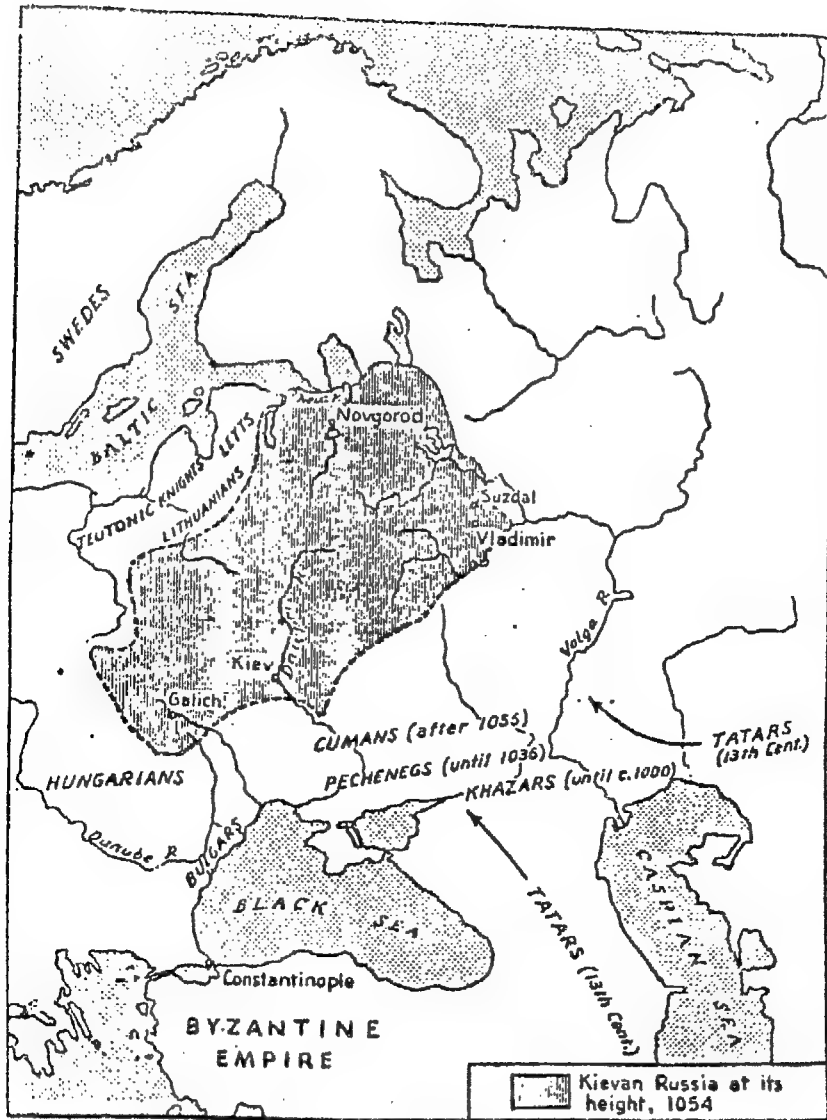 SWEDES
BALTIC SEA
Novgorod
LETTS
TEUTONIC KNIGHTS
LITHUANIANS
Suzdal
Vladimir
Volga R.
Kiev
Galich
CUMANS (after 1055)
TATARS
(13th Cent.)
PECHENEGS (until 1036)
HUNGARIANS
KHAZARS (until c.1000)
Danube R.
BULGARS
BLACK SEA
CASPIAN SEA
TATARS (13th Cent.)
Constantinople
BYZANTINE
EMPIRE
Kievan Russia at its
height, 1054